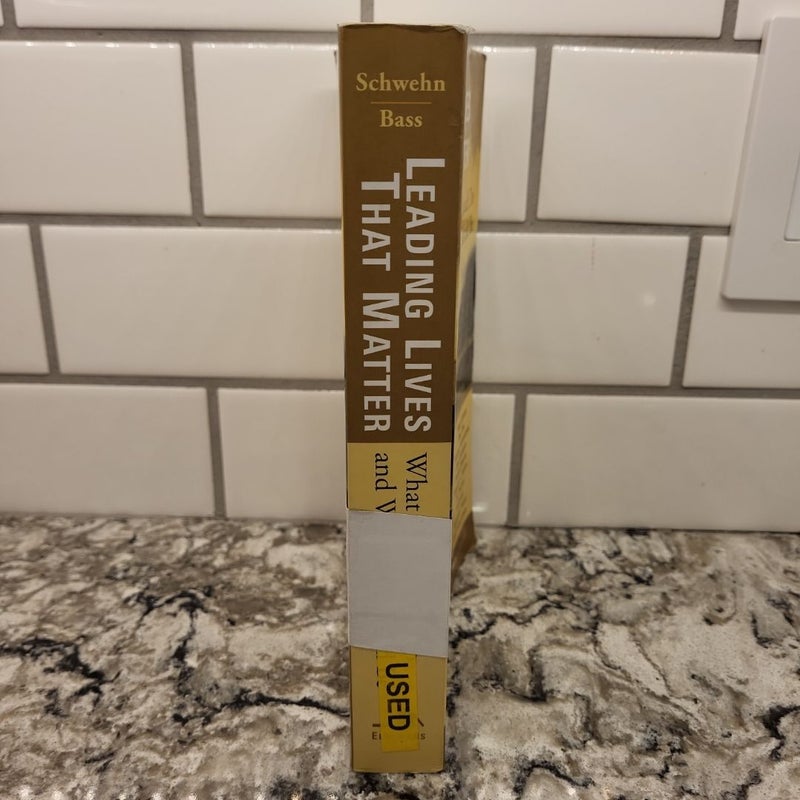 Schwehn
Bass
LEADING LIVES
THAT MATTER
What
and
USED